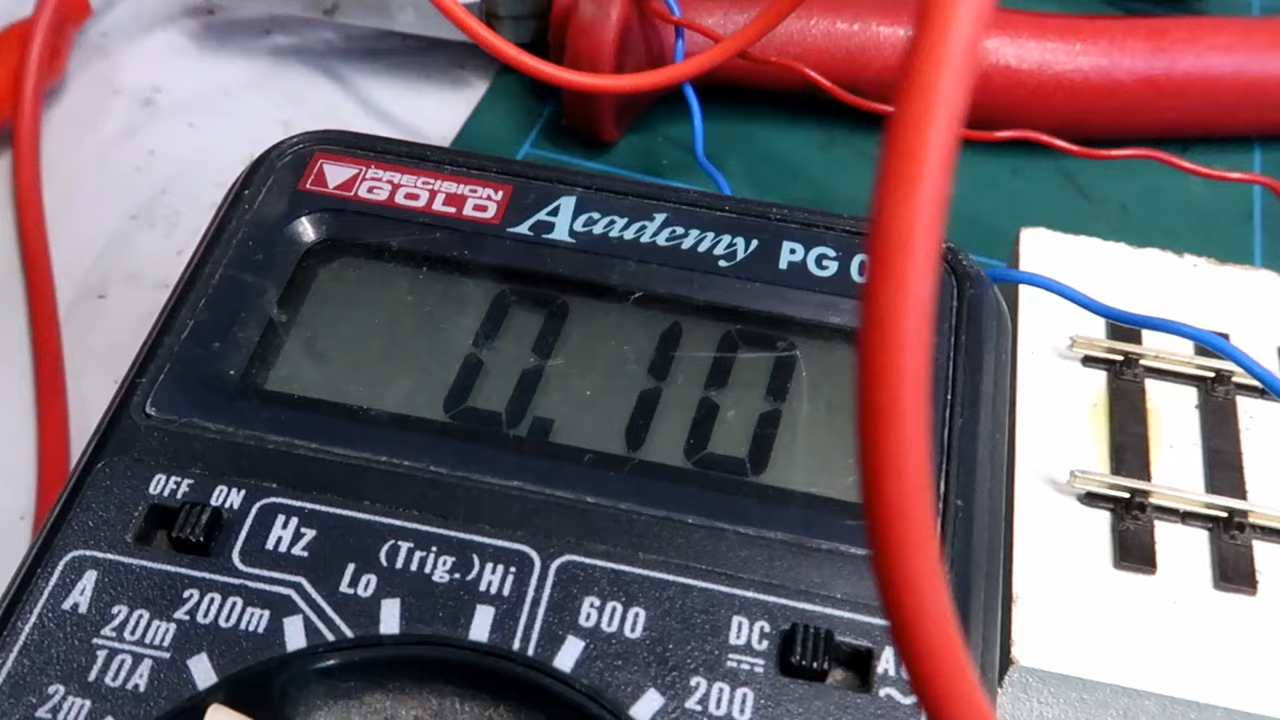 PRECISION
GOLD
Academy PG 0
0.10
OFF ON
Hz
(Trig.)
Lo
Hi
A
200m
20m
10A
2m
600
DC
200